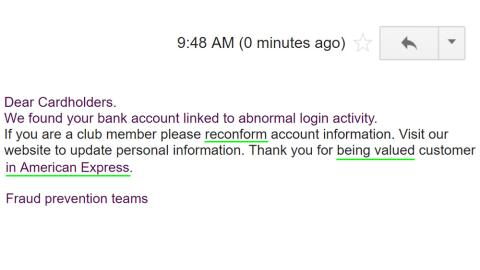 9:48 AM (0 minutes ago)
Dear Cardholders.
We found your bank account linked to abnormal login activity.
If you are a club member please reconform account information. Visit our
website to update personal information. Thank you for being valued customer
in American Express.
Fraud prevention teams